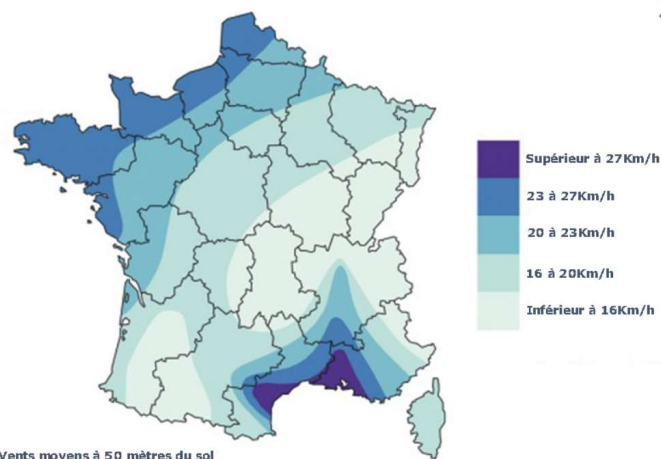 Supérieur à 27Km/h
23 à 27Km/h
20 à 23Km/h
16 à 20Km/h
Inférieur à 16Km/h
Vents moyens à 50 mètres du sol